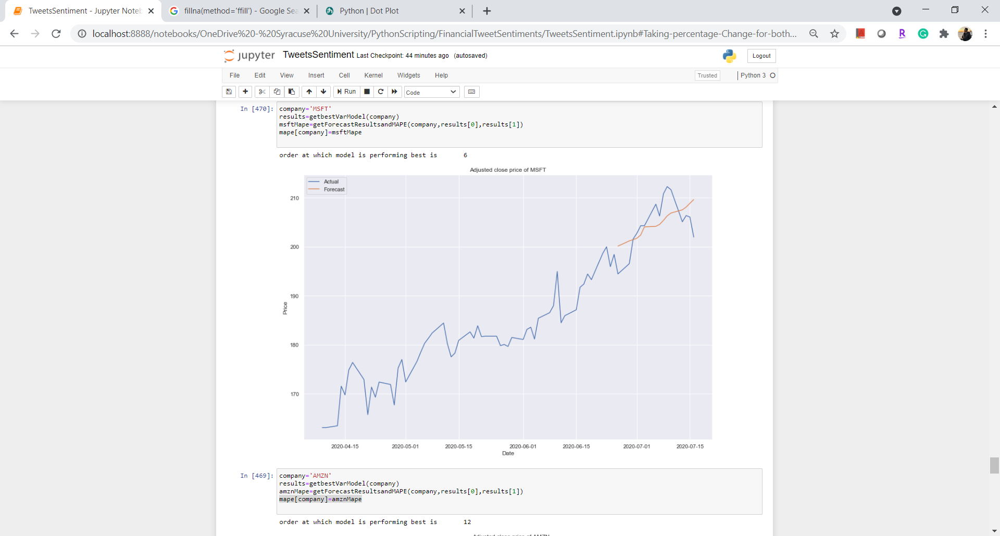 TweetsSentiment - Jupyter Noteb
fillna(method='ffill') - Google Sea
Python | Dot Plot
localhost:8888/notebooks/OneDrive%20-%20Syracuse%20University/PythonScripting/FinancialTweetSentiments/TweetsSentiment.ipynb#Taking-percentage-Change-for-both...
jupyter TweetsSentiment Last Checkpoint: 44 minutes ago (autosaved)
Logout
File Edit View Insert Cell Kernel Widgets Help
Trusted
Python 3
Run
Code
In [470]:
company='MSFT'
results=getbestVarModel(company)
msftMape=getForecastResultsandMAPE(company,results[0],results[1])
mape[company]=msftMape
order at which model is performing best is 6
Adjusted close price of MSFT
Actual
Forecast
210
200
190
180
170
Price
2020-04-15 2020-05-01 2020-05-15 2020-06-01 2020-06-15 2020-07-01 2020-07-15
Date
In [469]:
company='AMZN'
results=getbestVarModel(company)
amznMape=getForecastResultsandMAPE(company,results[0],results[1])
mape[company]=amznMape
order at which model is performing best is 12
Adjusted close price of AMZN